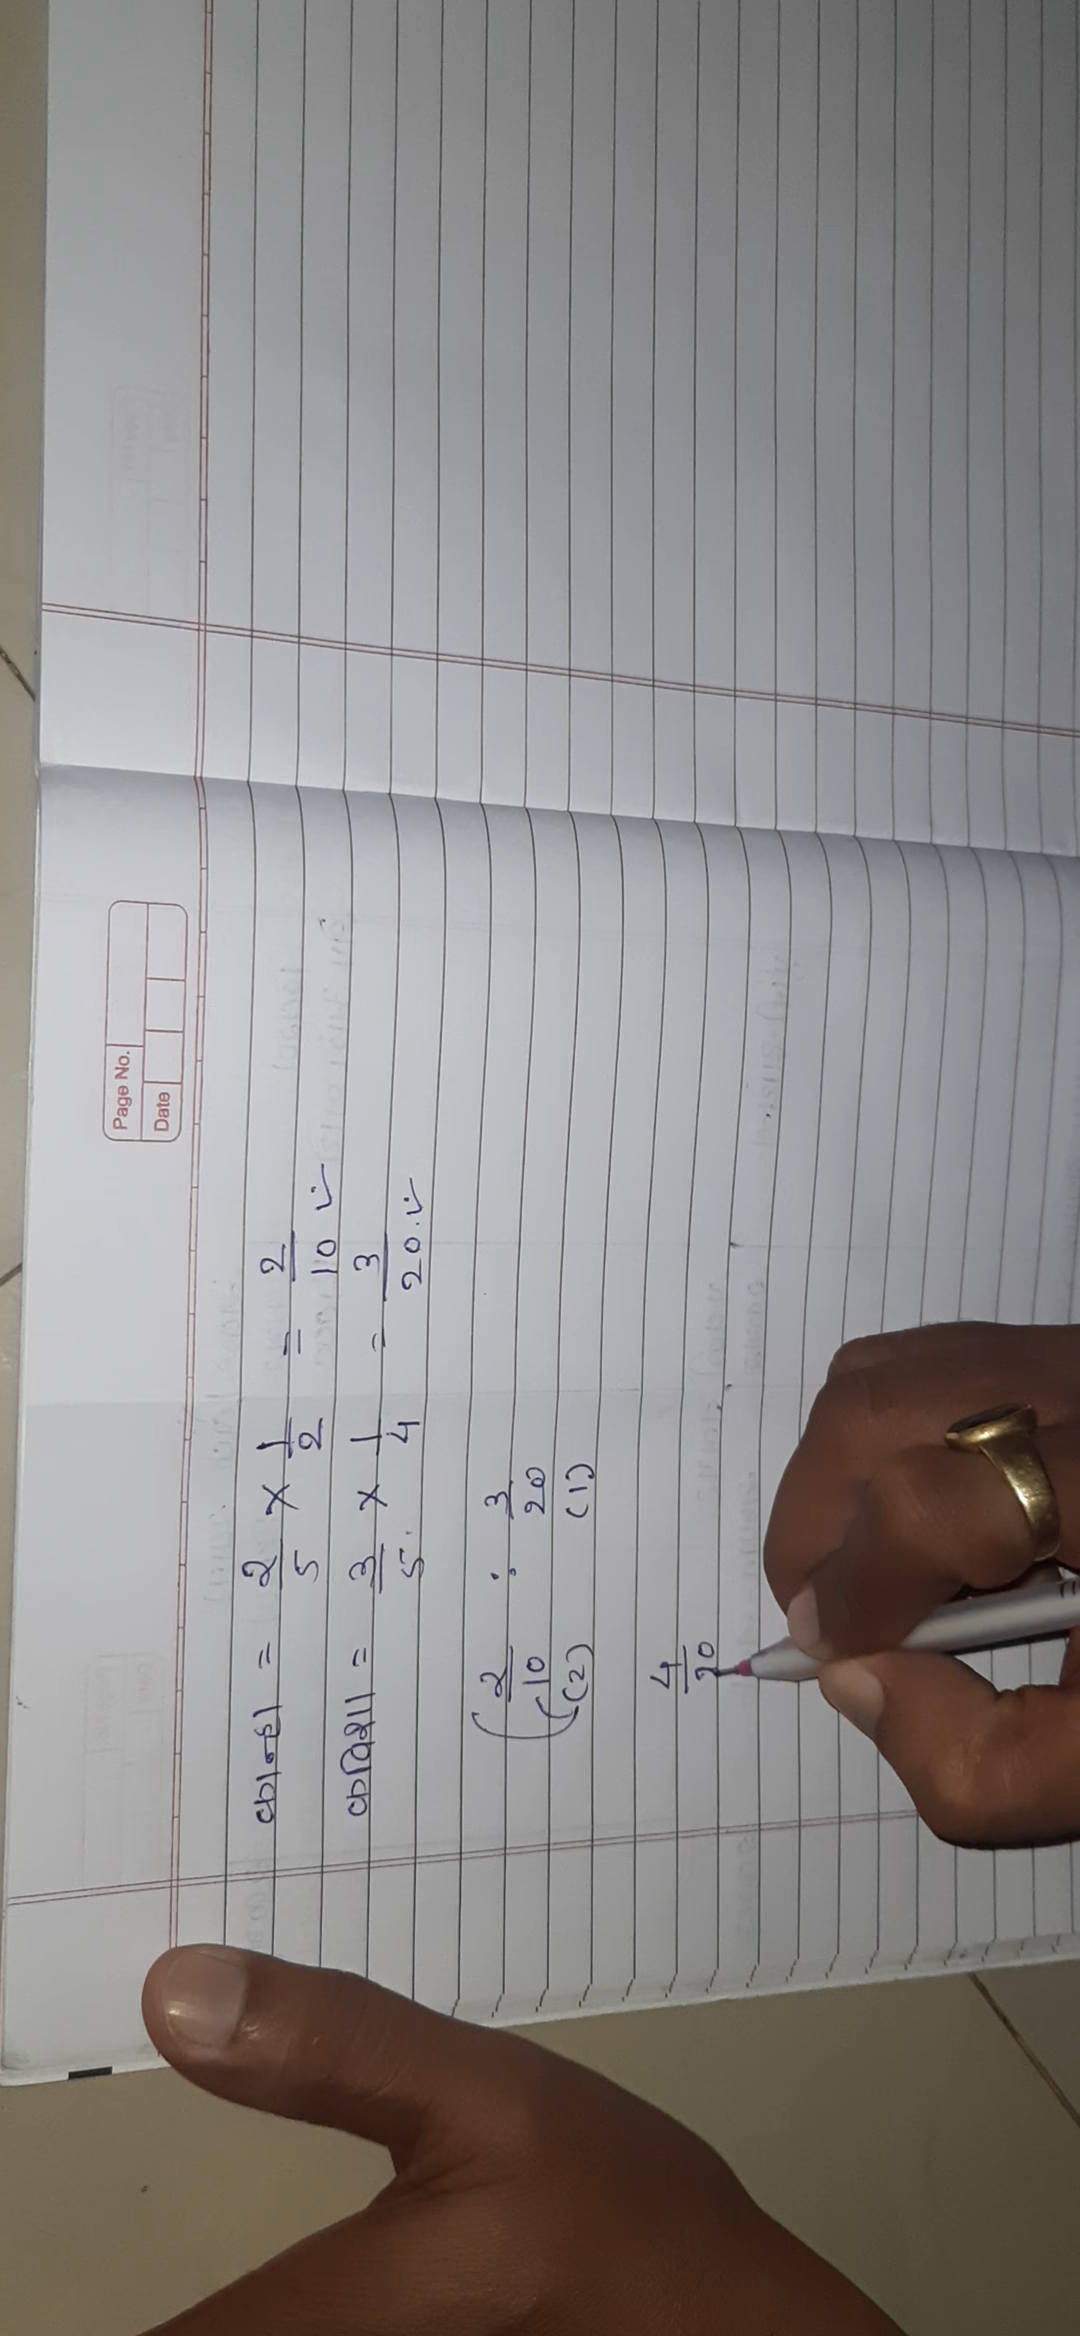 Page No.
Date
कान्हा = 2/5 × 1/2 = 2/10
कविशा = 3/5 × 1/4 = 3/20
(2/10 : 3/20
(2) (1)
4/20